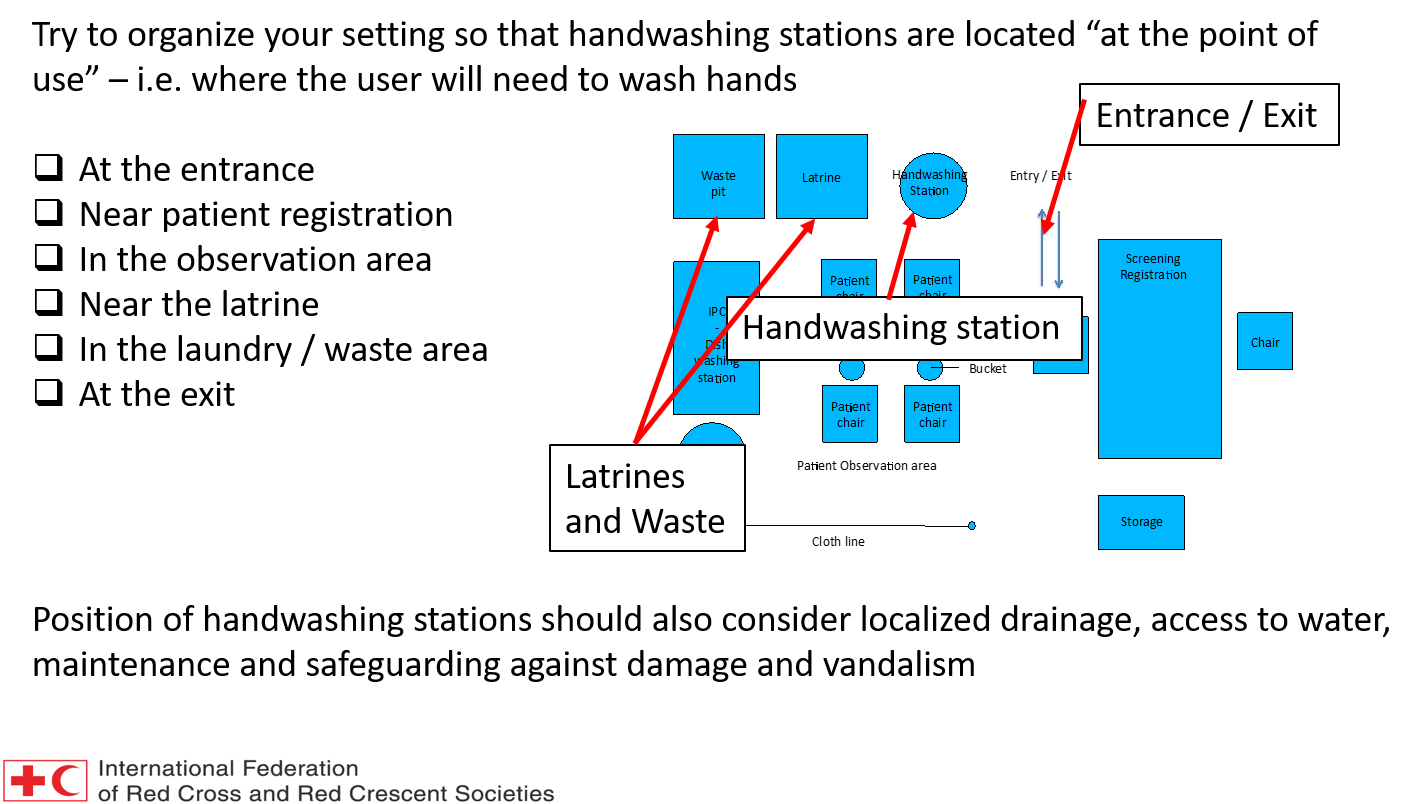 Try to organize your setting so that handwashing stations are located “at the point of
use” – i.e. where the user will need to wash hands
❑ At the entrance
❑ Near patient registration
❑ In the observation area
❑ Near the latrine
❑ In the laundry / waste area
❑ At the exit
Entrance / Exit
Waste
pit
Latrine
Handwashing
Station
Entry / Exit
Screening
Registration
Patient
chair
Patient
chair
Handwashing station
IPC
-
Dish
washing
station
Chair
Bucket
Patient
chair
Patient
chair
Patient Observation area
Latrines
and Waste
Cloth line
Storage
Position of handwashing stations should also consider localized drainage, access to water,
maintenance and safeguarding against damage and vandalism
International Federation
of Red Cross and Red Crescent Societies